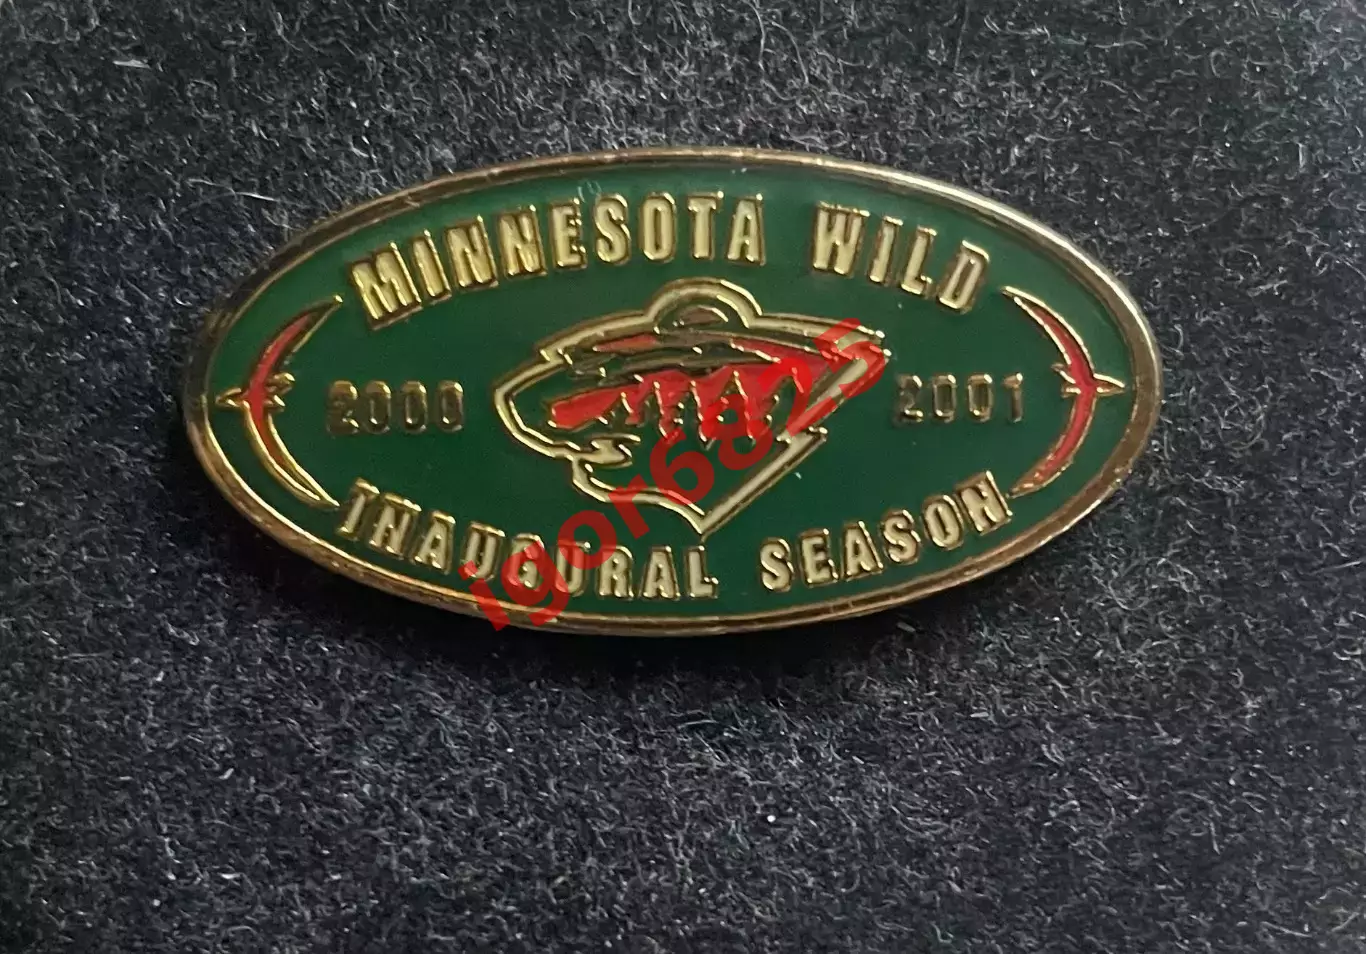 MINNESOTA WILD
2000 2001
INAUGURAL SEASON
igor6825